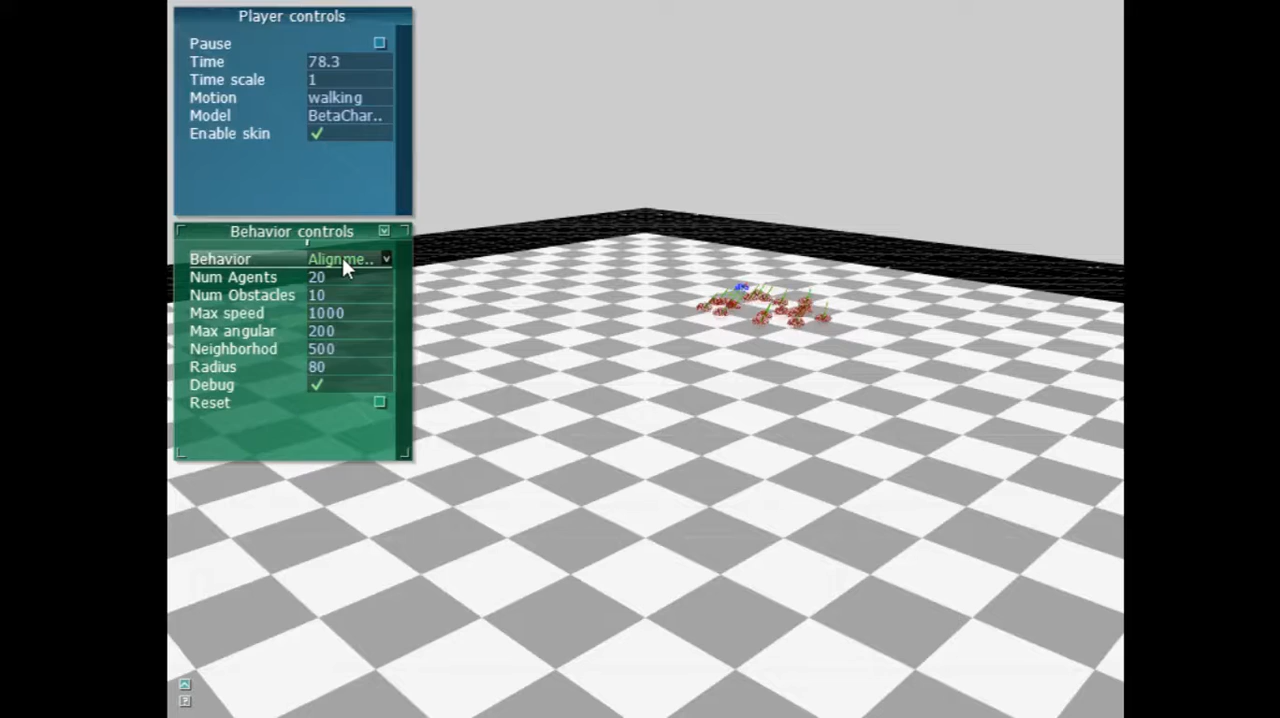 Player controls
Pause
Time 78.3
Time scale 1
Motion walking
Model BetaChar..
Enable skin
Behavior controls
Behavior Alignme..
Num Agents 20
Num Obstacles 10
Max speed 1000
Max angular 200
Neighborhod 500
Radius 80
Debug
Reset
?